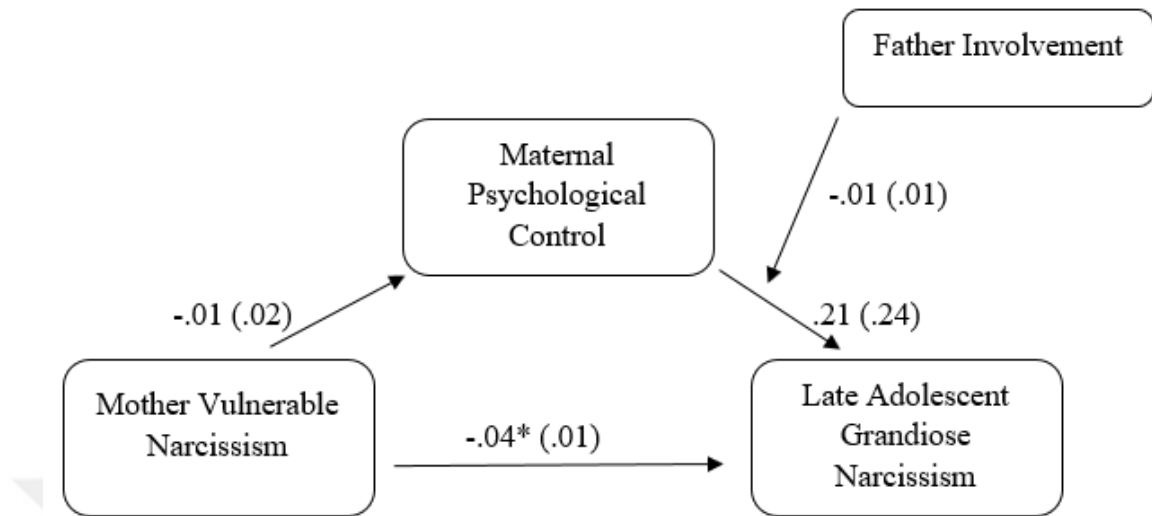 Father Involvement
Maternal
Psychological
Control
-.01 (.01)
-.01 (.02)
.21 (.24)
Mother Vulnerable
Narcissism
-.04* (.01)
Late Adolescent
Grandiose
Narcissism